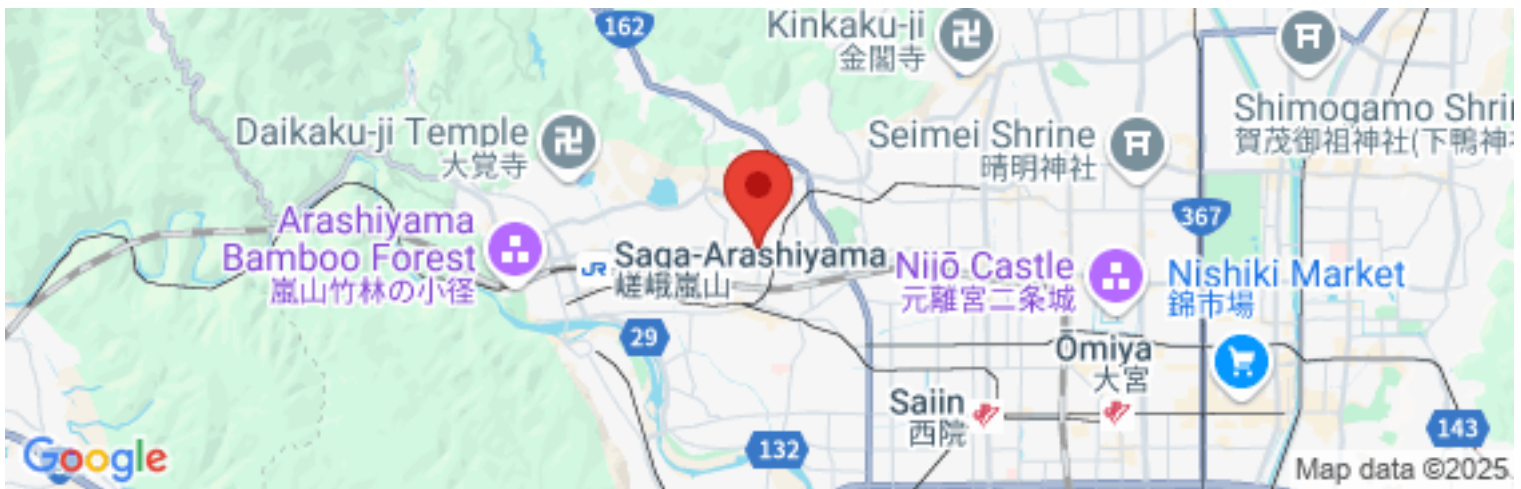 162
Kinkaku-ji
金閣寺
Daikaku-ji Temple
大覚寺
Seimei Shrine
晴明神社
Shimogamo Shri
賀茂御祖神社(下鴨神
367
Arashiyama
Bamboo Forest
嵐山竹林の小径
JR
Saga-Arashiyama
嵯峨嵐山
Nijō Castle
元離宮二条城
Nishiki Market
錦市場
29
Ōmiya
大宮
Saiin
西院
132
143
Google
Map data ©2025